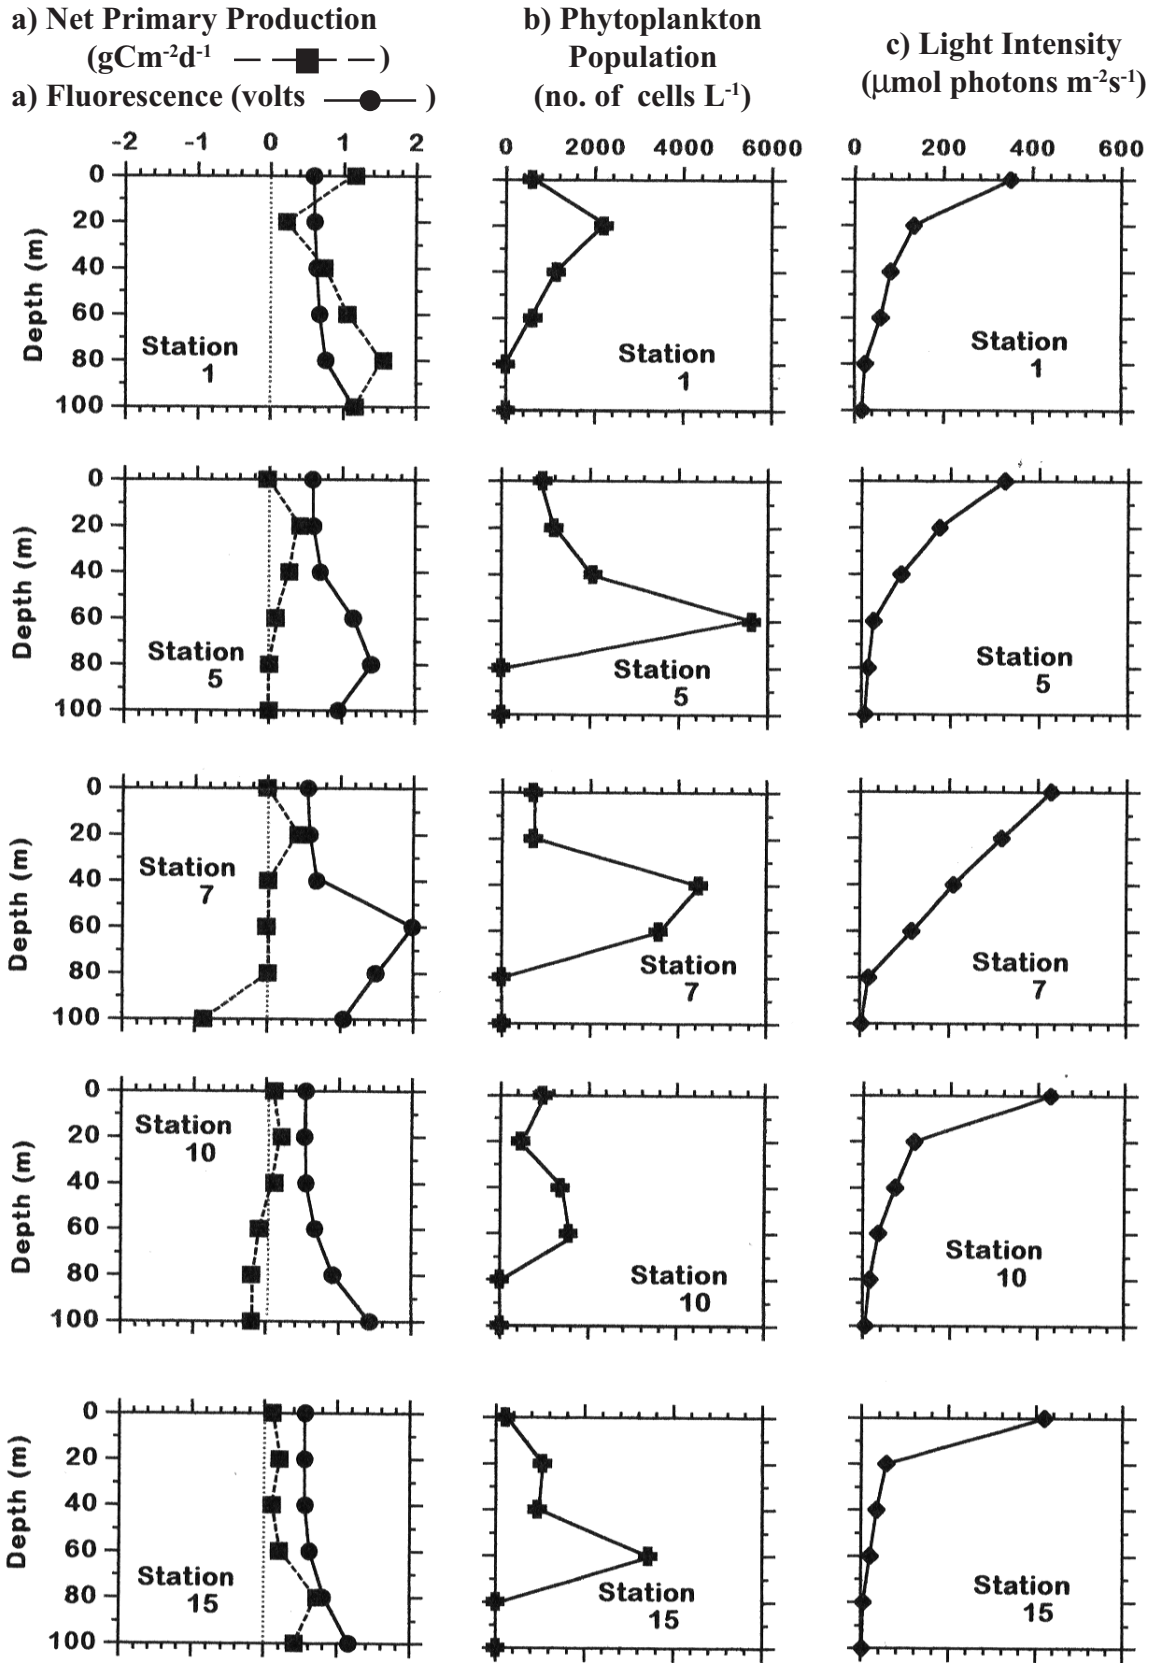 a) Net Primary Production
(gCm-2d-1 )
a) Fluorescence (volts )
b) Phytoplankton
Population
(no. of cells L-1)
c) Light Intensity
(μmol photons m-2s-1)
-2 -1 0 1 2
0 2000 4000 6000
0 200 400 600
Depth (m)
0
20
40
60
80
100
Station
1
Station
1
Station
1
Depth (m)
0
20
40
60
80
100
Station
5
Station
5
Station
5
Depth (m)
0
20
40
60
80
100
Station
7
Station
7
Station
7
Depth (m)
0
20
40
60
80
100
Station
10
Station
10
Station
10
Depth (m)
0
20
40
60
80
100
Station
15
Station
15
Station
15